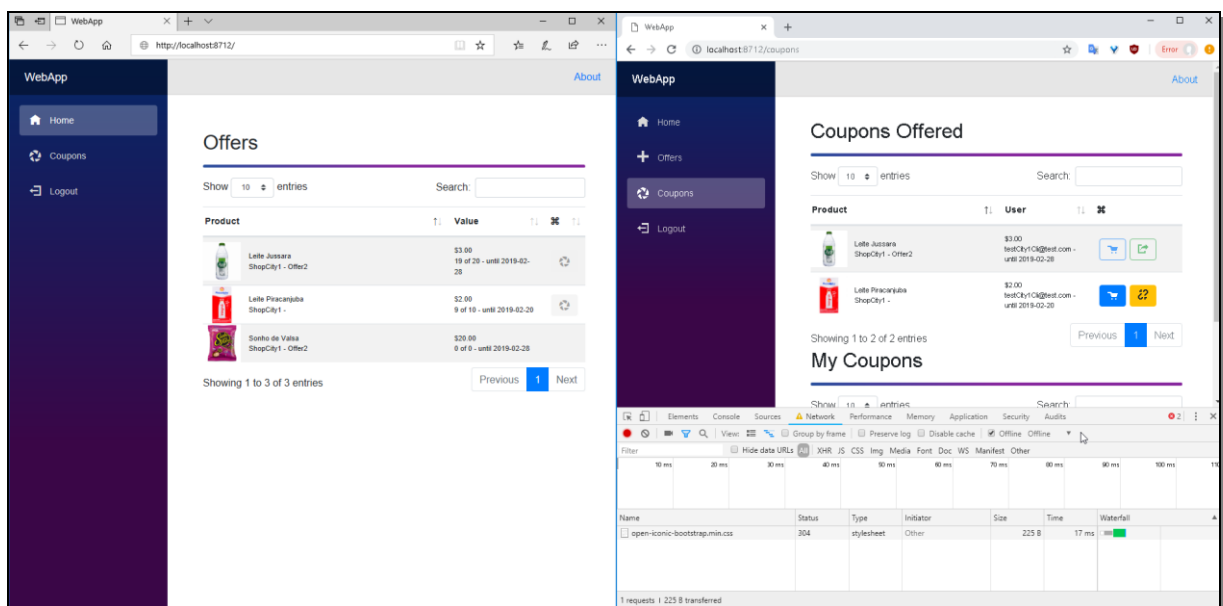 WebApp
http://localhost:8712/
WebApp
About
Home
Coupons
Logout
Offers
Show 10 entries
Search:
Product Value
Leite Jussara
ShopCity1 - Offer2
$3.00
19 of 20 - until 2019-02-
28
Leite Piracanjuba
ShopCity1 -
$2.00
9 of 10 - until 2019-02-20
Sonho de Valsa
ShopCity1 - Offer2
$20.00
0 of 0 - until 2019-02-28
Showing 1 to 3 of 3 entries
Previous 1 Next
WebApp
localhost:8712/coupons
Error
WebApp
About
Home
Offers
Coupons
Logout
Coupons Offered
Show 10 entries
Search:
Product User
Leite Jussara
ShopCity1 - Offer2
$3.00
testCity1Cli@test.com -
until 2019-02-28
Leite Piracanjuba
ShopCity1 -
$2.00
testCity1Cli@test.com -
until 2019-02-20
Showing 1 to 2 of 2 entries
Previous 1 Next
My Coupons
Show 10 entries
Search:
Elements Console Sources Network Performance Memory Application Security Audits 2
View: Group by frame Preserve log Disable cache Offline Offline
Filter Hide data URLs All XHR JS CSS Img Media Font Doc WS Manifest Other
10 ms 20 ms 30 ms 40 ms 50 ms 60 ms 70 ms 80 ms 90 ms 100 ms 110
Name Status Type Initiator Size Time Waterfall
open-iconic-bootstrap.min.css 304 stylesheet Other 225 B 17 ms
1 requests | 225 B transferred